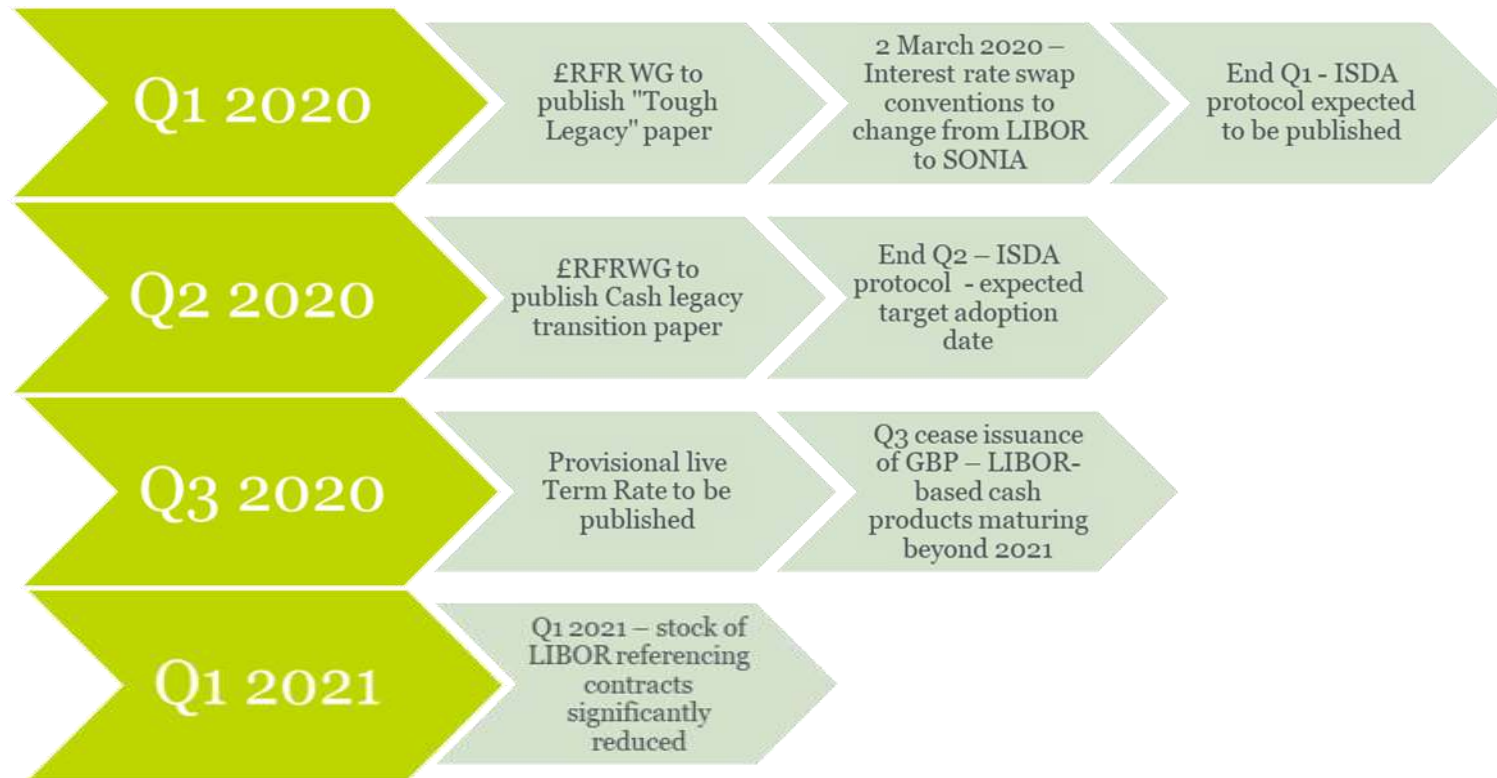 Q1 2020
£RFR WG to
publish "Tough
Legacy" paper
2 March 2020 –
Interest rate swap
conventions to
change from LIBOR
to SONIA
End Q1 - ISDA
protocol expected
to be published
Q2 2020
£RFRWG to
publish Cash legacy
transition paper
End Q2 – ISDA
protocol - expected
target adoption
date
Q3 2020
Provisional live
Term Rate to be
published
Q3 cease issuance
of GBP – LIBOR-
based cash
products maturing
beyond 2021
Q1 2021
Q1 2021 – stock of
LIBOR referencing
contracts
significantly
reduced